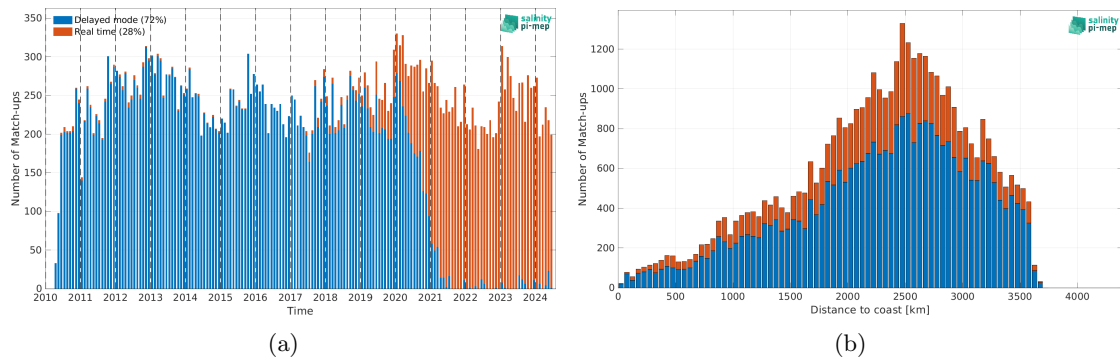 Delayed mode (72%)
Real time (28%)
salinity
pi-mep
Number of Match-ups
350
300
250
200
150
100
50
0
2010 2011 2012 2013 2014 2015 2016 2017 2018 2019 2020 2021 2022 2023 2024
Time
(a)
salinity
pi-mep
Number of Match-ups
1200
1000
800
600
400
200
0
0 500 1000 1500 2000 2500 3000 3500 4000
Distance to coast [km]
(b)